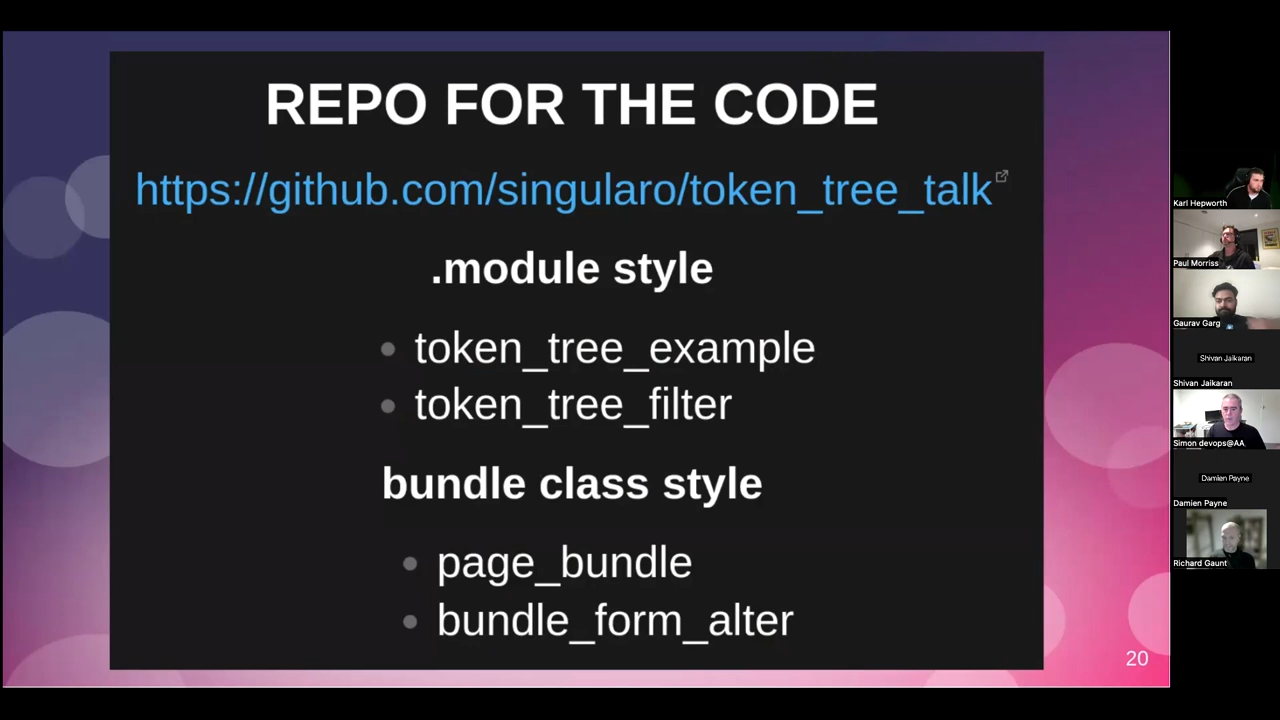 REPO FOR THE CODE
https://github.com/singularo/token_tree_talk
.module style
token_tree_example
token_tree_filter
bundle class style
page_bundle
bundle_form_alter
20
Karl Hepworth
Paul Morriss
Gaurav Garg
Shivan Jaikaran
Shivan Jaikaran
Simon devops@AA
Damien Payne
Damien Payne
Richard Gaunt